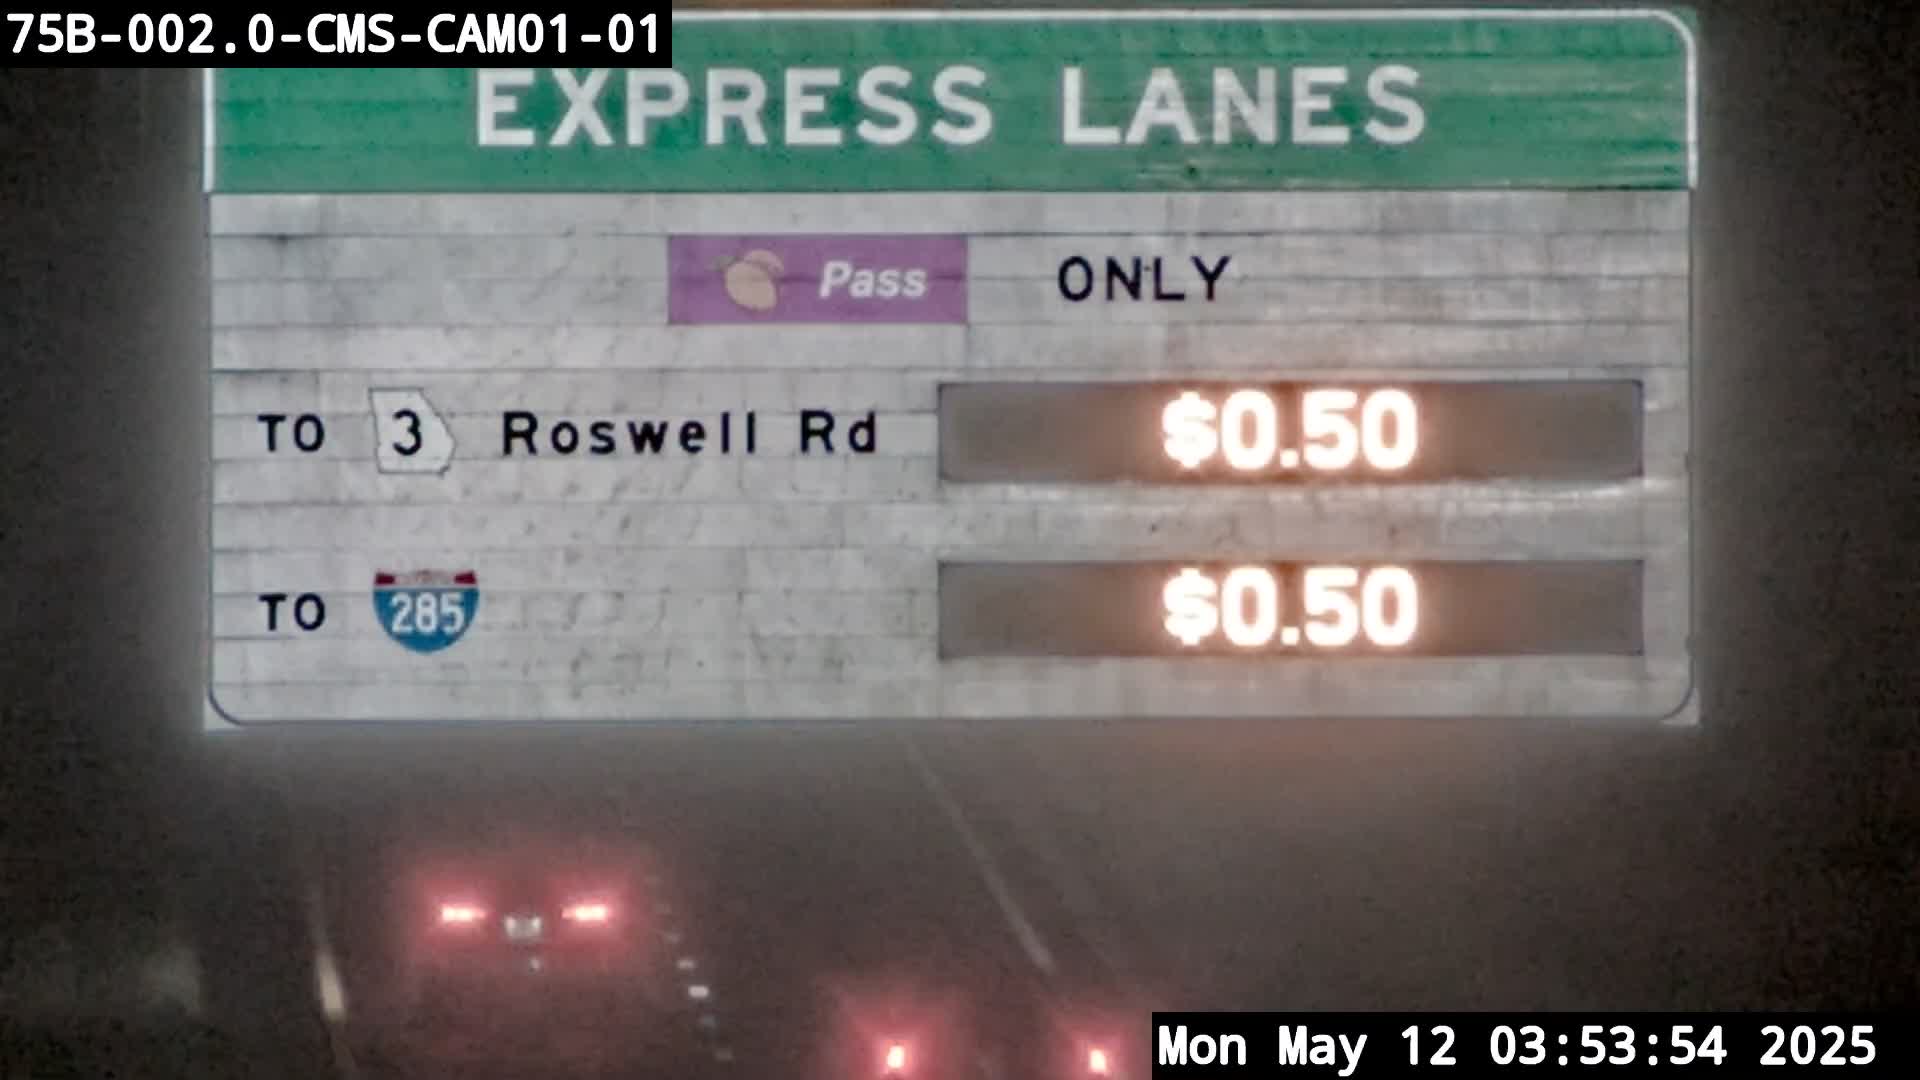 75B-002.0-CMS-CAM01-01
EXPRESS LANES
Pass ONLY
TO 3 Roswell Rd $0.50
TO 285 $0.50
Mon May 12 03:53:54 2025